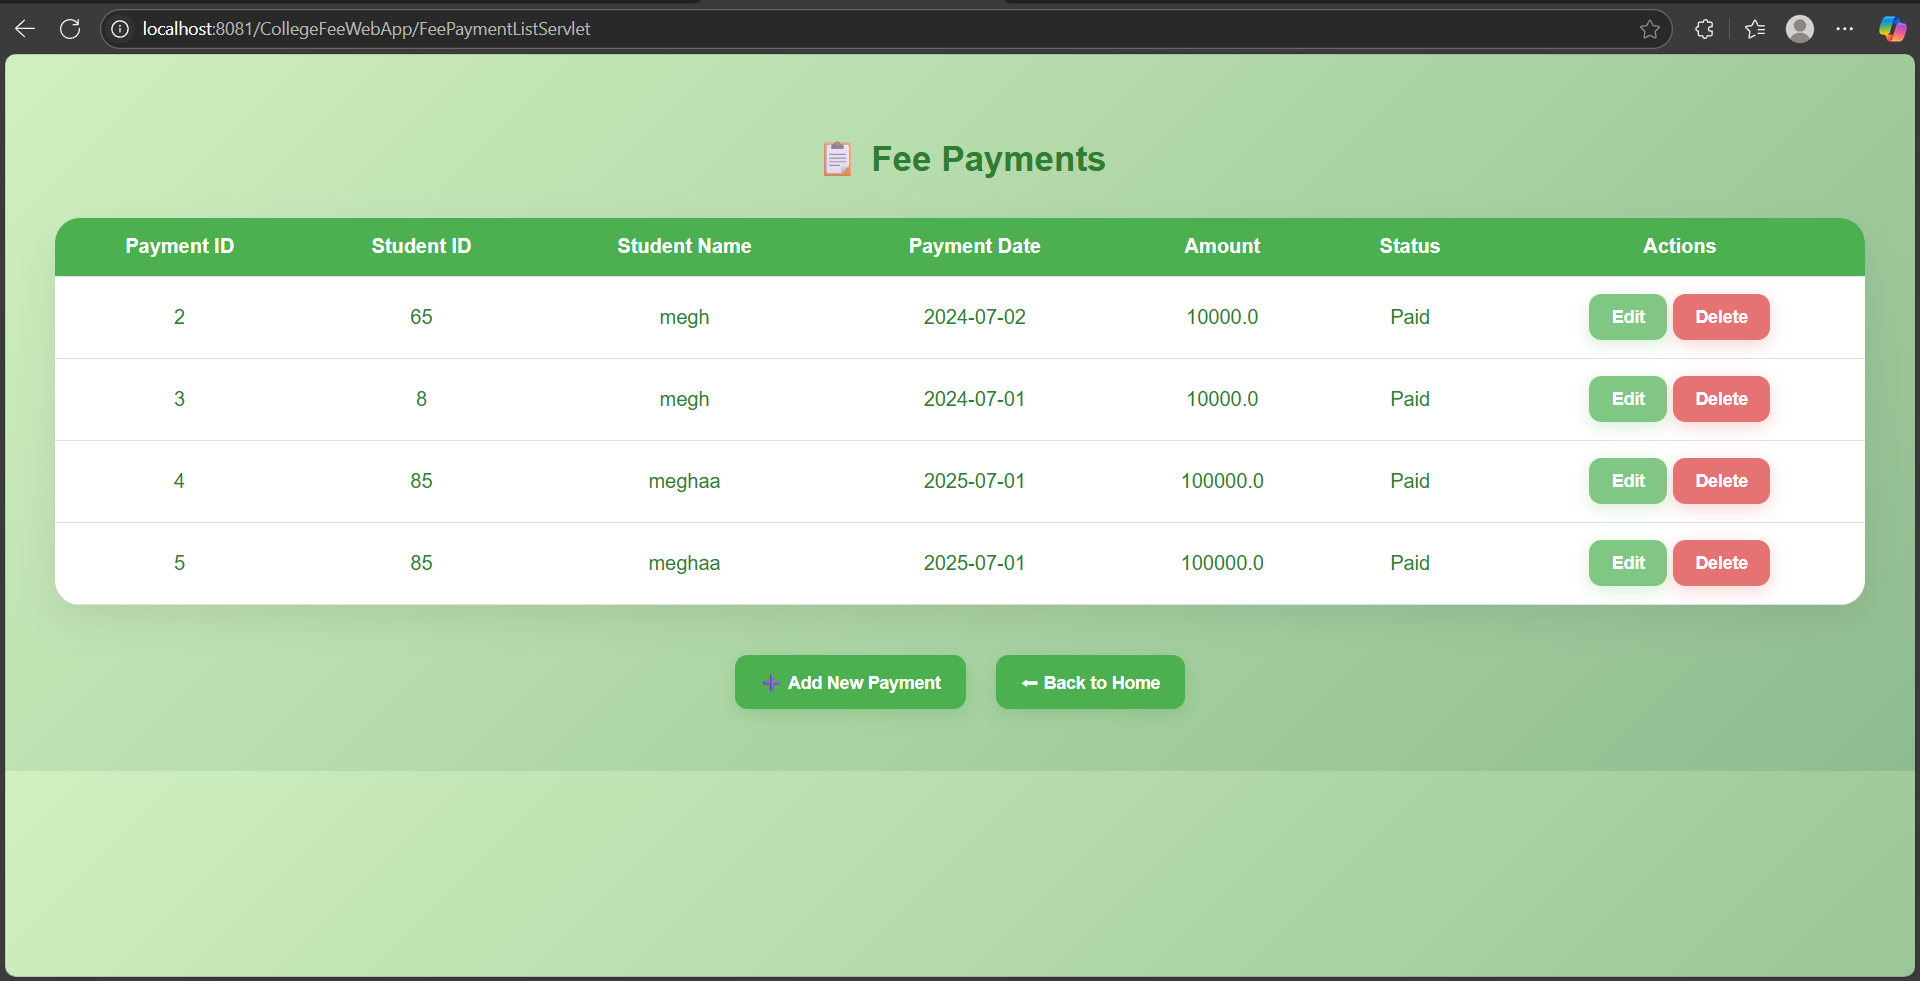 localhost:8081/CollegeFeeWebApp/FeePaymentListServlet
📋 Fee Payments
Payment ID Student ID Student Name Payment Date Amount Status Actions
2 65 megh 2024-07-02 10000.0 Paid Edit Delete
3 8 megh 2024-07-01 10000.0 Paid Edit Delete
4 85 meghaa 2025-07-01 100000.0 Paid Edit Delete
5 85 meghaa 2025-07-01 100000.0 Paid Edit Delete
➕ Add New Payment ⬅ Back to Home